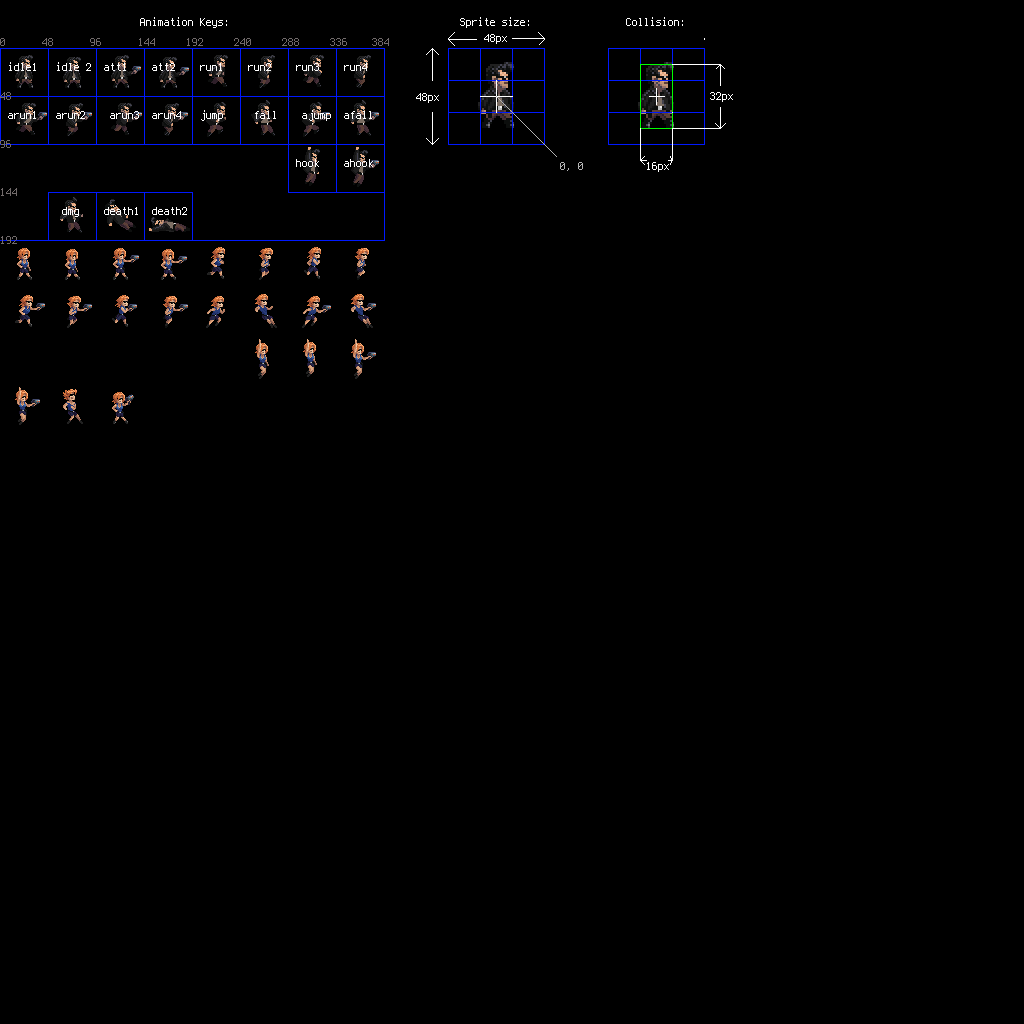 Animation Keys: Sprite size: Collision:
0 48 96 144 192 240 288 336 384 48px
idle1 idle 2 att1 att2 run1 run2 run3 run4
48 48px 32px
arun1 arun2 arun3 arun4 jump fall ajump afall
96
hook ahook 0, 0 16px
144
dmg death1 death2
192